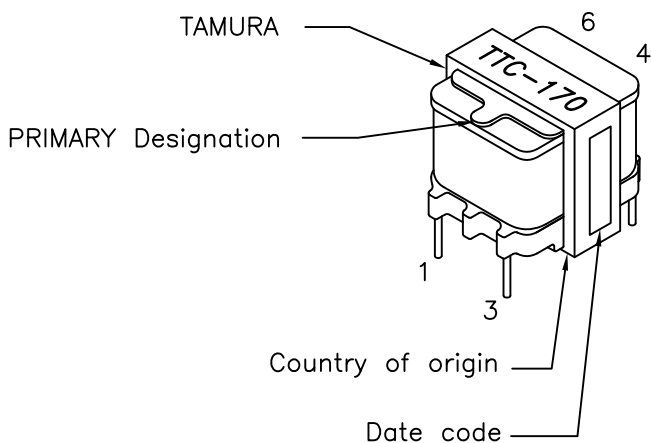 TAMURA
6
4
TTC-170
PRIMARY Designation
1
3
Country of origin
Date code